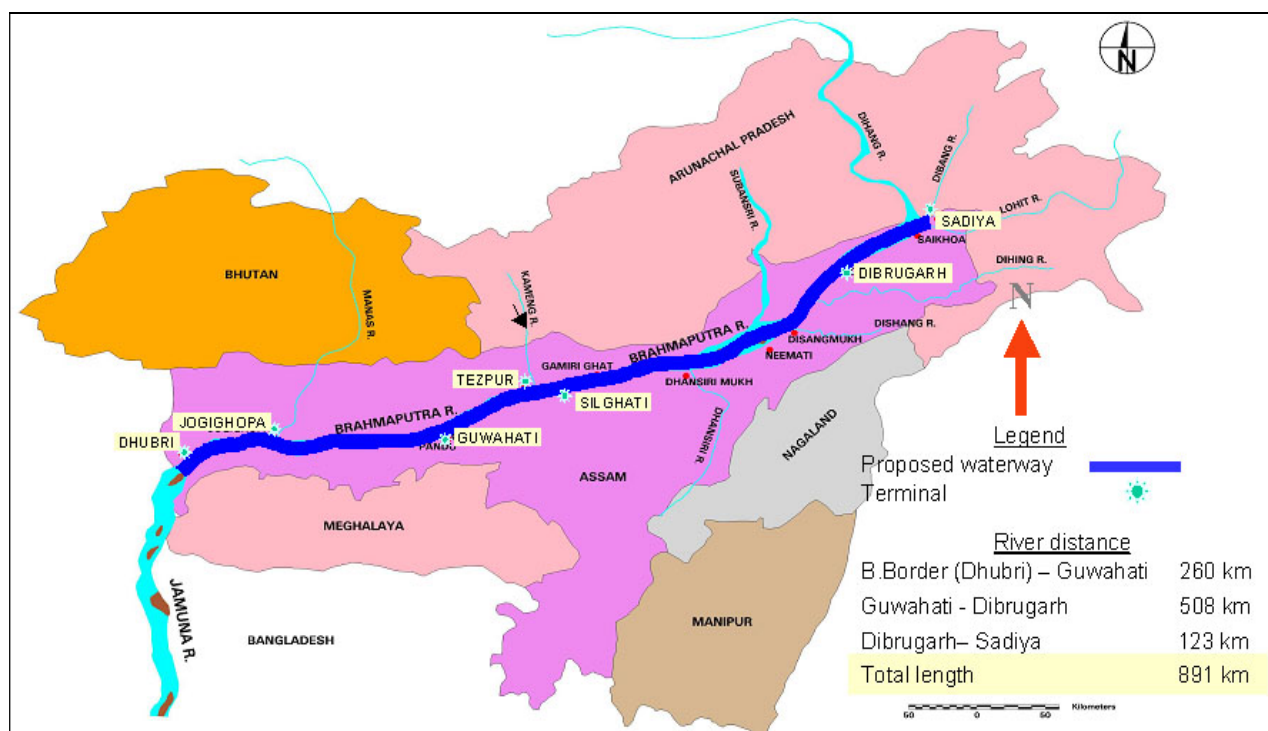 N
ARUNACHAL PRADESH
DIHANG R.
SUBANSRI R.
DIBANG R.
LOHIT R.
SADIYA
SAIKHOA
DIHING R.
DIBRUGARH
BHUTAN
MANAS R.
KAMENG R.
N
DISHANG R.
DISANGMUKH
NEEMATI
BRAHMAPUTRA R.
GAMIRI GHAT
DHANSIRI MUKH
TEZPUR
SILGHATI
JOGIGHOPA
BRAHMAPUTRA R.
DHUBRI
GUWAHATI
PANDU
DHANSIRI R.
NAGALAND
ASSAM
MEGHALAYA
JAMUNA R.
BANGLADESH
MANIPUR
Legend
Proposed waterway
Terminal
River distance
B.Border (Dhubri) – Guwahati 260 km
Guwahati - Dibrugarh 508 km
Dibrugarh– Sadiya 123 km
Total length 891 km
50 0 50 Kilometers